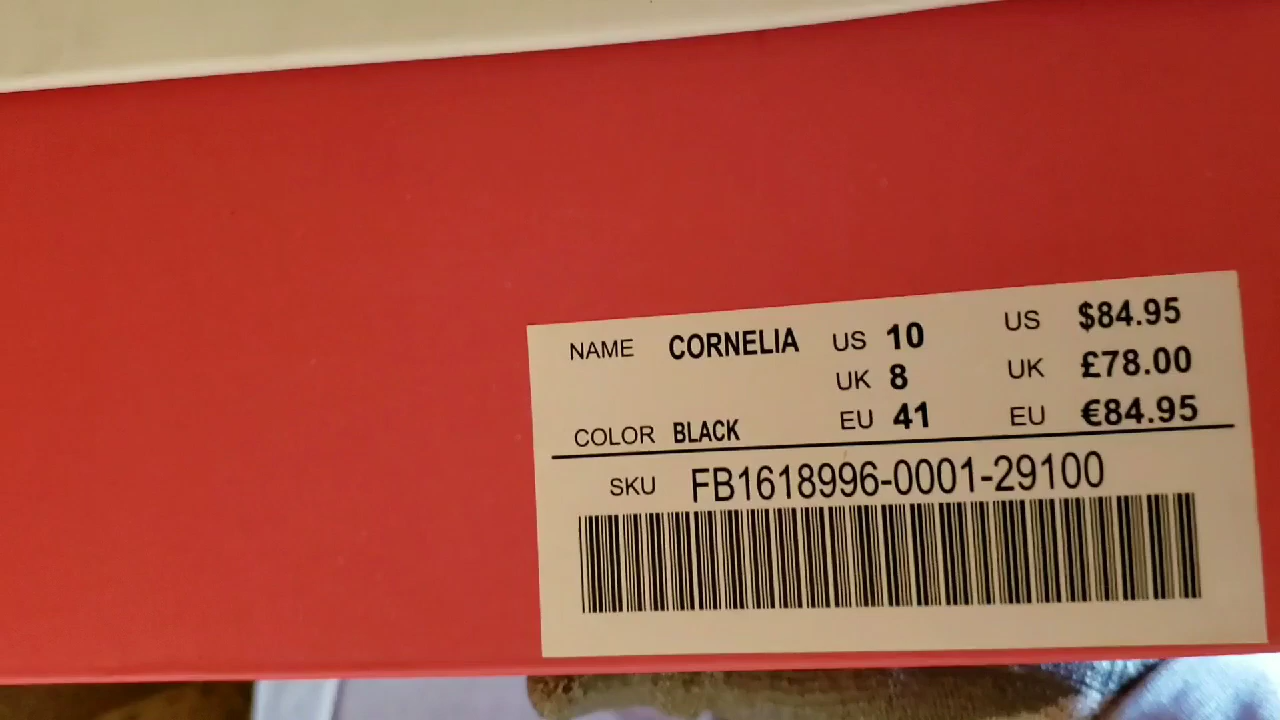 NAME CORNELIA US 10 US $84.95
UK 8 UK £78.00
COLOR BLACK EU 41 EU €84.95
SKU FB1618996-0001-29100